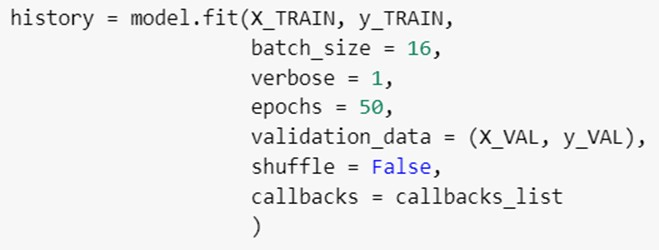 history = model.fit(X_TRAIN, y_TRAIN,
batch_size = 16,
verbose = 1,
epochs = 50,
validation_data = (X_VAL, y_VAL),
shuffle = False,
callbacks = callbacks_list
)